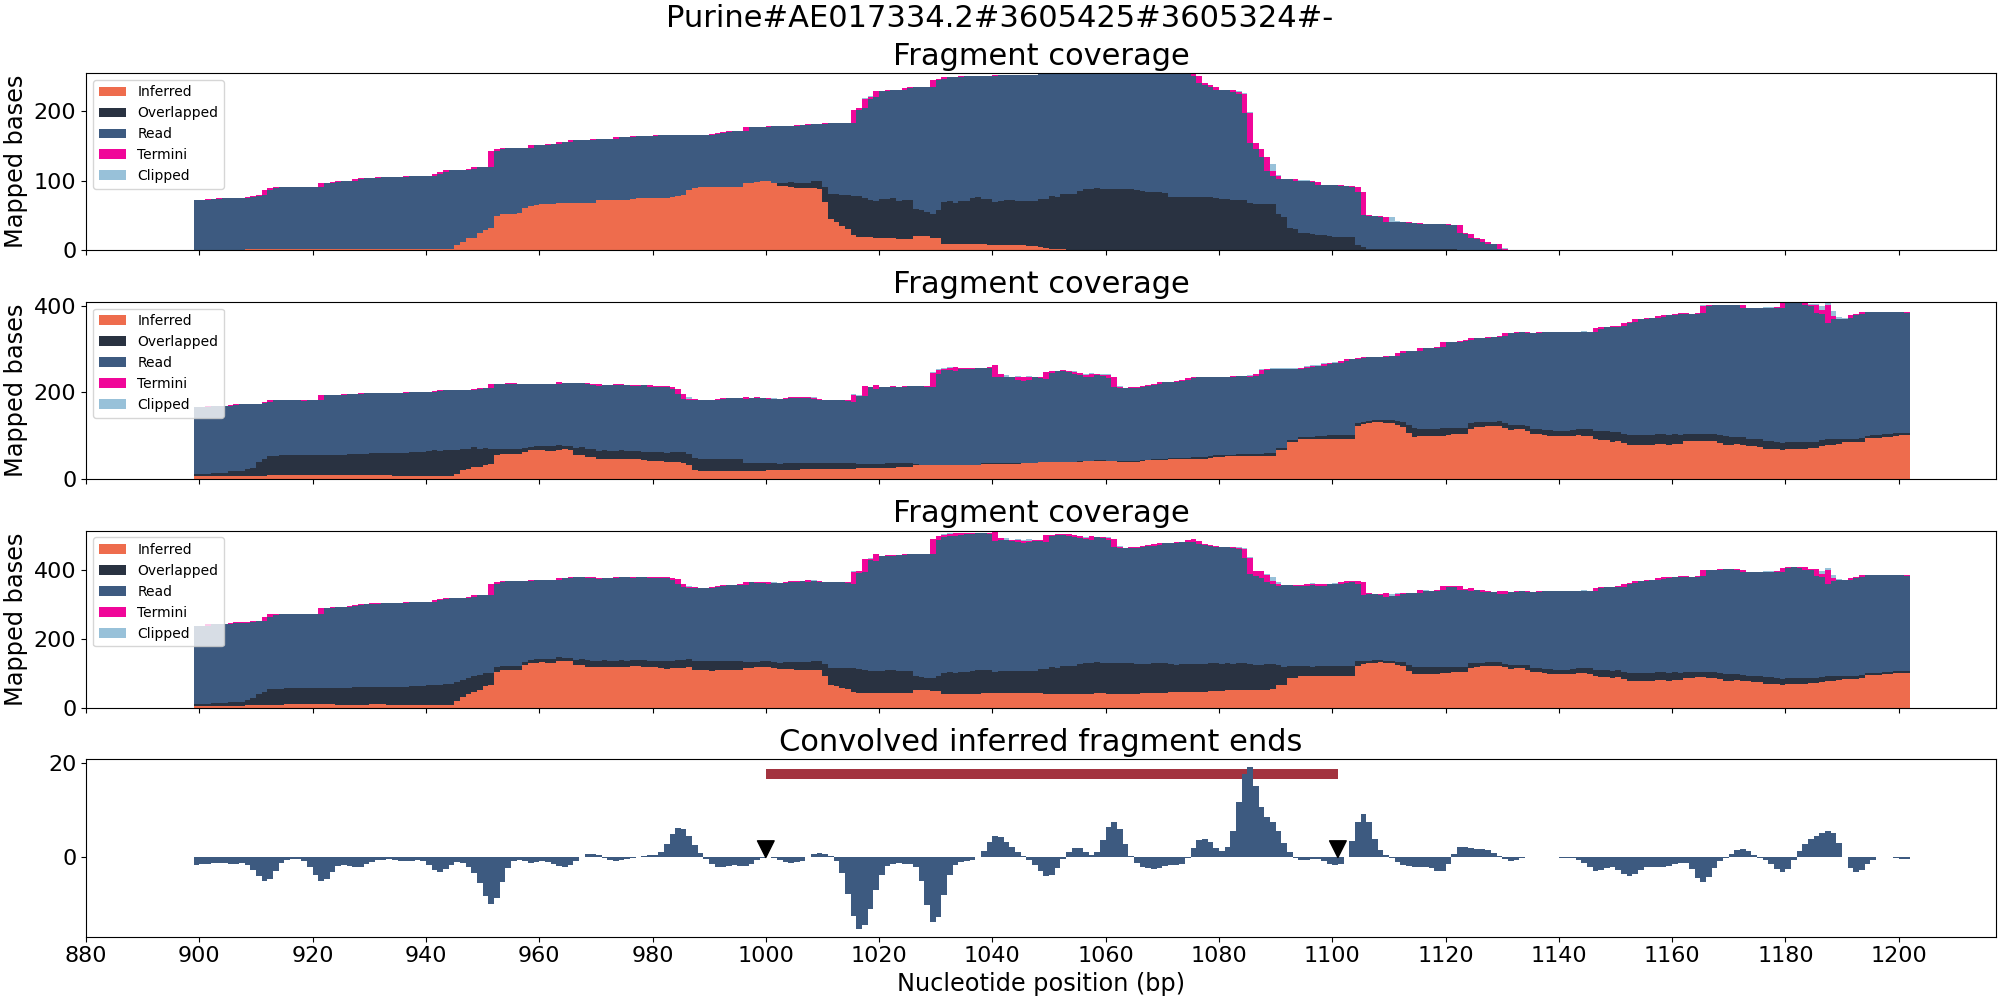 Purine#AE017334.2#3605425#3605324#-
Fragment coverage
Mapped bases
200
100
0
Inferred
Overlapped
Read
Termini
Clipped
Fragment coverage
Mapped bases
400
200
0
Inferred
Overlapped
Read
Termini
Clipped
Fragment coverage
Mapped bases
400
200
0
Inferred
Overlapped
Read
Termini
Clipped
Convolved inferred fragment ends
20
0
880 900 920 940 960 980 1000 1020 1040 1060 1080 1100 1120 1140 1160 1180 1200
Nucleotide position (bp)